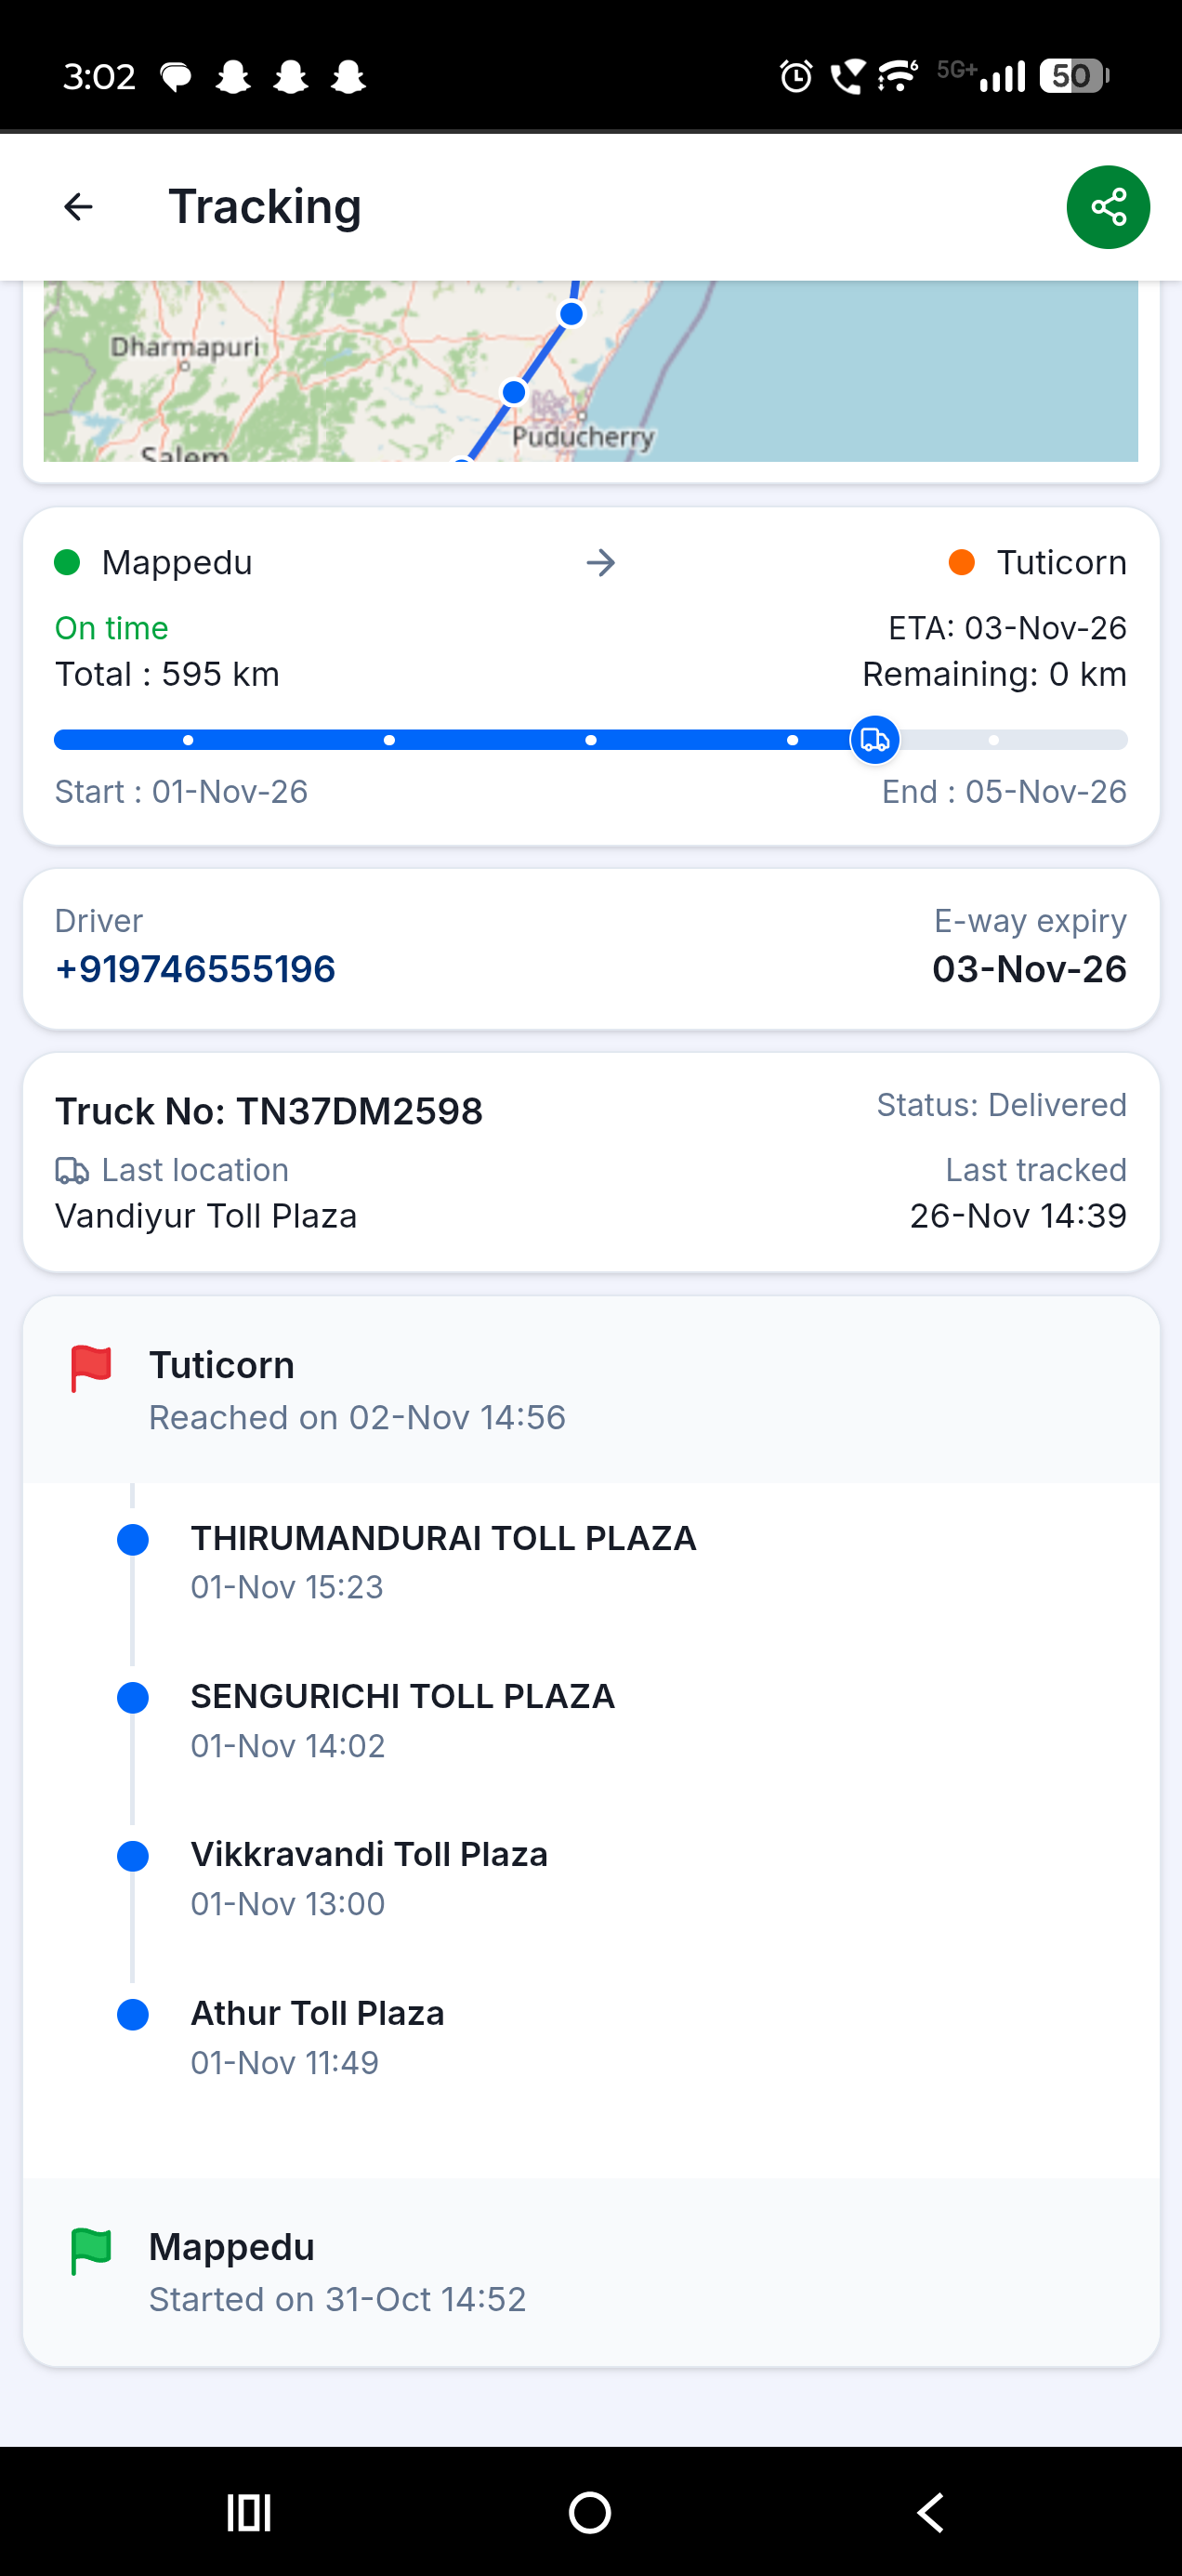 3:02
6
5G+
50
Tracking
Dharmapuri
Puducherry
Salem
Mappedu
Tuticorn
On time
ETA: 03-Nov-26
Total : 595 km
Remaining: 0 km
Start : 01-Nov-26
End : 05-Nov-26
Driver
E-way expiry
+919746555196
03-Nov-26
Truck No: TN37DM2598
Status: Delivered
Last location
Last tracked
Vandiyur Toll Plaza
26-Nov 14:39
Tuticorn
Reached on 02-Nov 14:56
THIRUMANDURAI TOLL PLAZA
01-Nov 15:23
SENGURICHI TOLL PLAZA
01-Nov 14:02
Vikkravandi Toll Plaza
01-Nov 13:00
Athur Toll Plaza
01-Nov 11:49
Mappedu
Started on 31-Oct 14:52